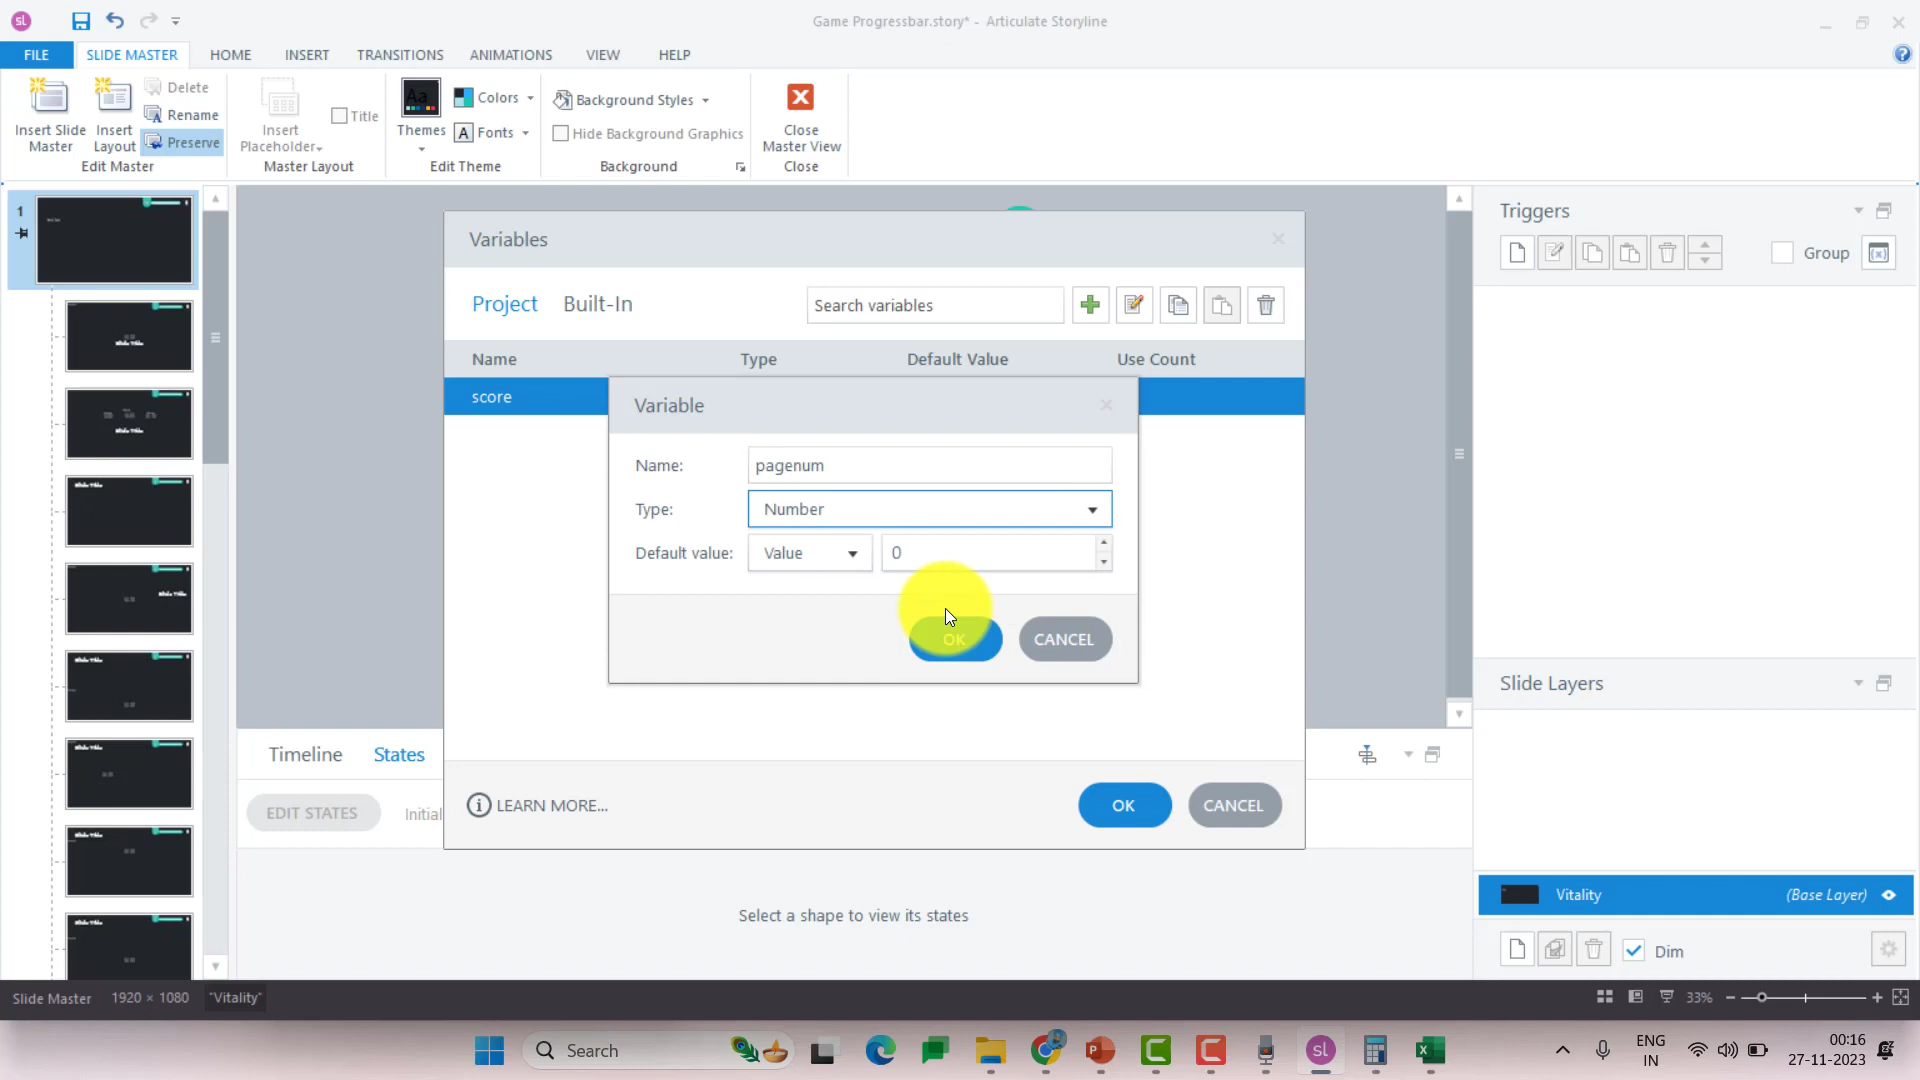 sl
Game Progressbar.story* - Articulate Storyline
FILE
SLIDE MASTER
HOME
INSERT
TRANSITIONS
ANIMATIONS
VIEW
HELP
Insert Slide Master
Insert Layout
Delete
Rename
Preserve
Edit Master
Insert Placeholder
Title
Master Layout
Aa
Themes
Colors
Fonts
Edit Theme
Background Styles
Hide Background Graphics
Background
Close Master View
Close
1
Variables
Project
Built-In
Search variables
Name
Type
Default Value
Use Count
score
Variable
Name:
pagenum
Type:
Number
Default value:
Value
0
OK
CANCEL
LEARN MORE...
OK
CANCEL
Triggers
Group
(x)
Slide Layers
Timeline
States
EDIT STATES
Initial
Select a shape to view its states
Vitality
(Base Layer)
Dim
Slide Master
1920 × 1080
"Vitality"
33%
Search
sl
ENG
IN
00:16
27-11-2023